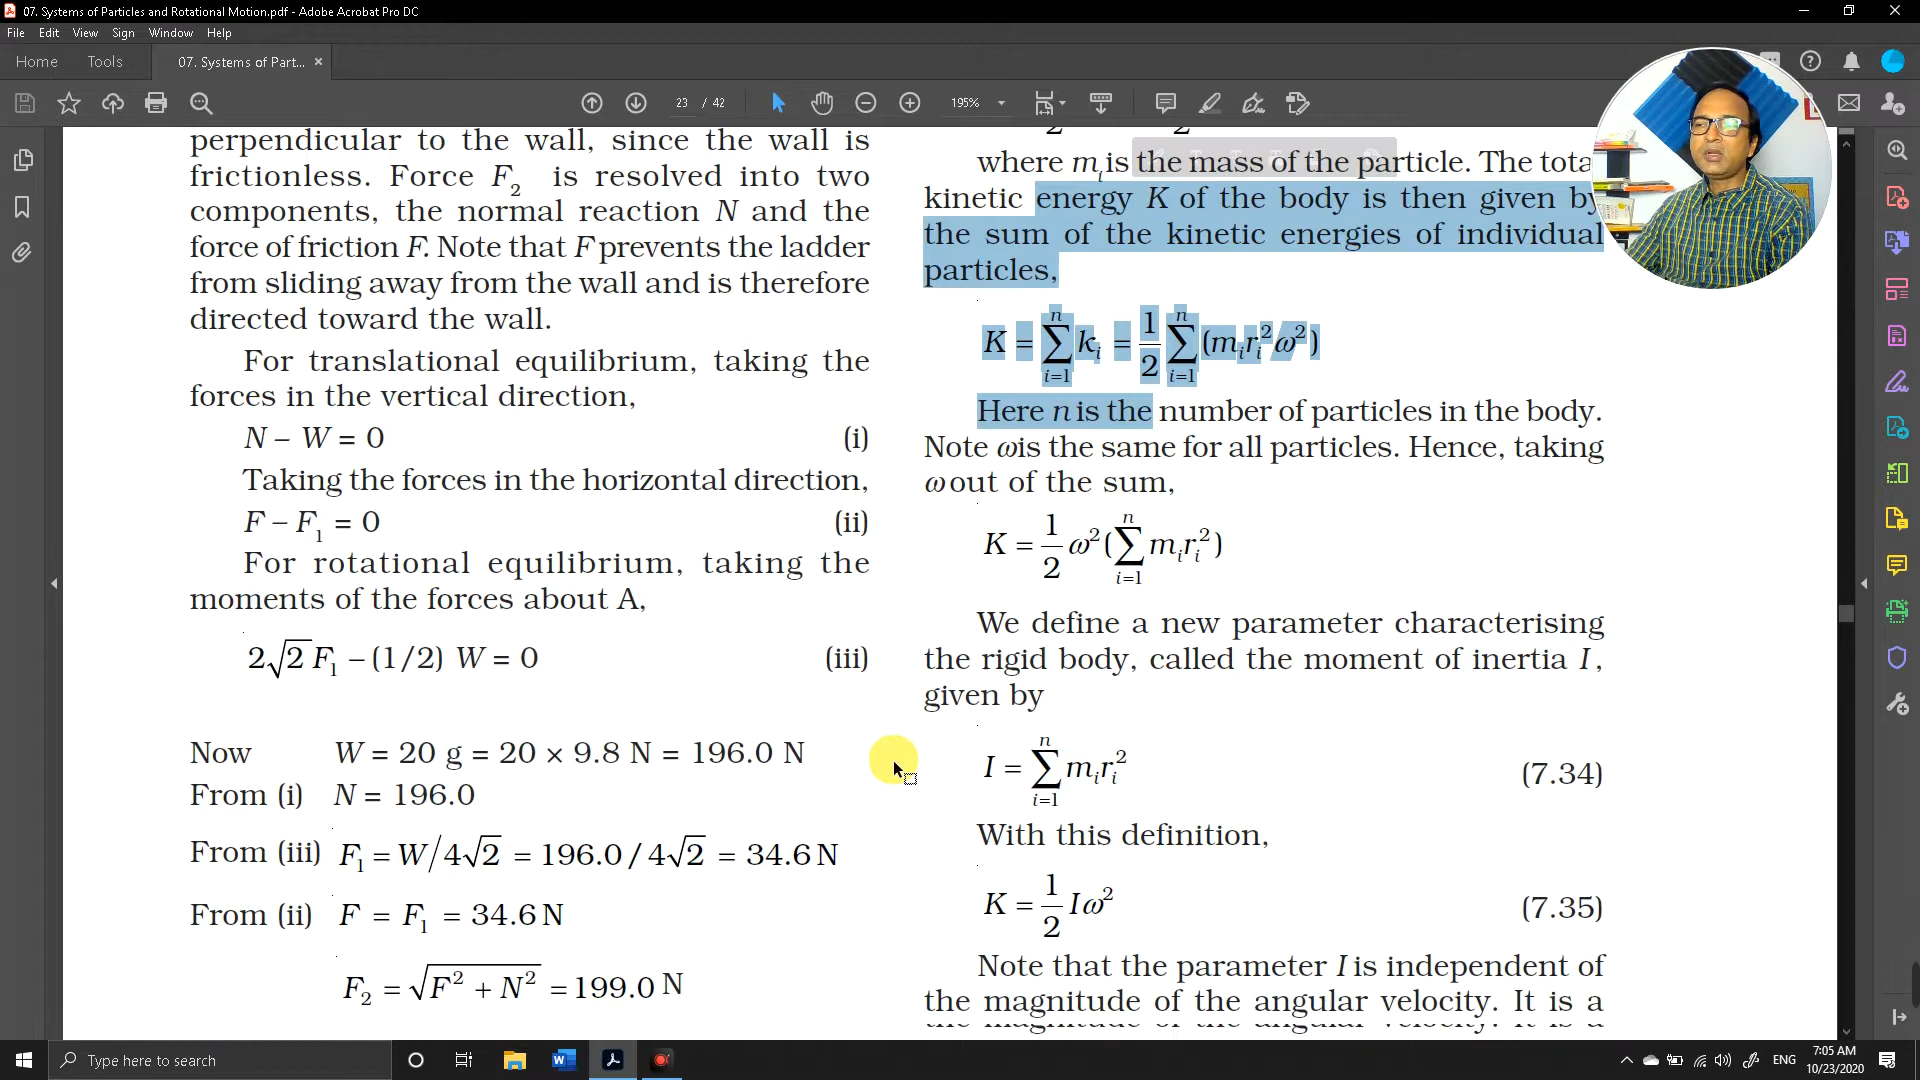 07. Systems of Particles and Rotational Motion.pdf - Adobe Acrobat Pro DC
File Edit View Sign Window Help
Home Tools 07. Systems of Part... ×
23 / 42 195%
perpendicular to the wall, since the wall is
frictionless. Force F₂ is resolved into two
components, the normal reaction N and the
force of friction F. Note that F prevents the ladder
from sliding away from the wall and is therefore
directed toward the wall.
For translational equilibrium, taking the
forces in the vertical direction,
N – W = 0 (i)
Taking the forces in the horizontal direction,
F – F₁ = 0 (ii)
For rotational equilibrium, taking the
moments of the forces about A,
2√2 F₁ – (1/2) W = 0 (iii)
Now W = 20 g = 20 × 9.8 N = 196.0 N
From (i) N = 196.0
From (iii) F₁ = W/4√2 = 196.0/4√2 = 34.6 N
From (ii) F = F₁ = 34.6 N
F₂ = √(F² + N²) = 199.0 N
2 2
where mᵢ is the mass of the particle. The tota
kinetic energy K of the body is then given by
the sum of the kinetic energies of individual
particles,
K = ∑ᵢ₌₁ⁿ kᵢ = 1/2 ∑ᵢ₌₁ⁿ (mᵢrᵢ²ω²)
Here n is the number of particles in the body.
Note ω is the same for all particles. Hence, taking
ω out of the sum,
K = 1/2 ω² (∑ᵢ₌₁ⁿ mᵢrᵢ²)
We define a new parameter characterising
the rigid body, called the moment of inertia I ,
given by
I = ∑ᵢ₌₁ⁿ mᵢrᵢ² (7.34)
With this definition,
K = 1/2 Iω² (7.35)
Note that the parameter I is independent of
the magnitude of the angular velocity. It is a
Type here to search
ENG
7:05 AM
10/23/2020